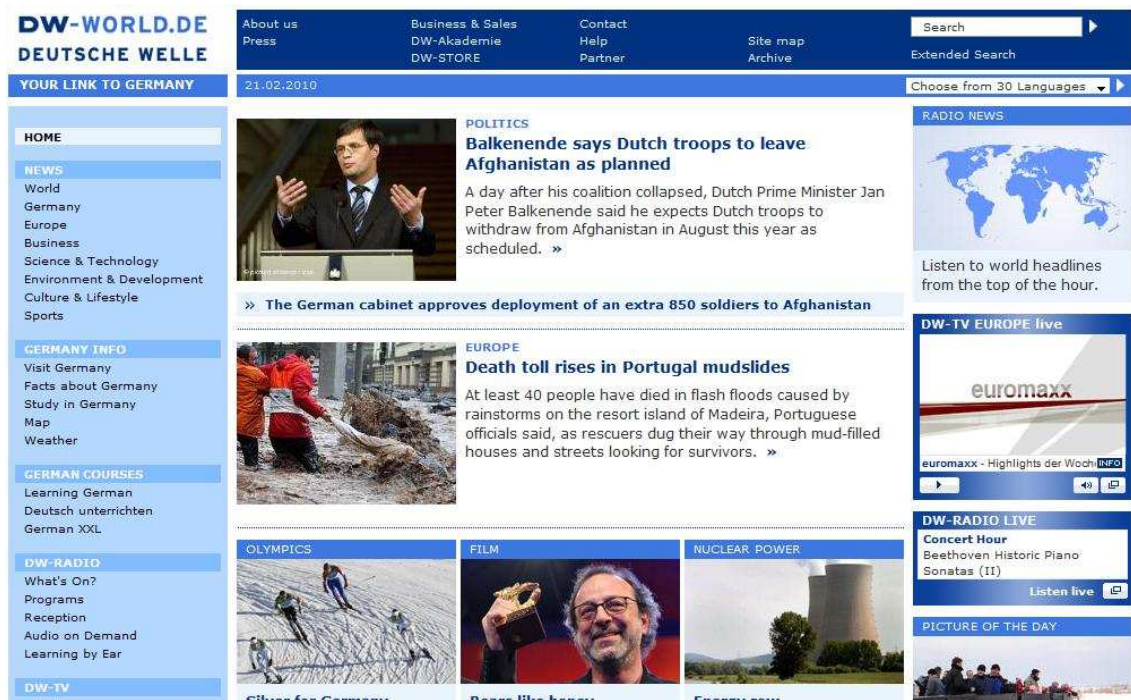 DW-WORLD.DE
DEUTSCHE WELLE
About us
Press
Business & Sales
DW-Akademie
DW-STORE
Contact
Help
Partner
Site map
Archive
Search
Extended Search
YOUR LINK TO GERMANY
21.02.2010
Choose from 30 Languages
HOME
NEWS
World
Germany
Europe
Business
Science & Technology
Environment & Development
Culture & Lifestyle
Sports
GERMANY INFO
Visit Germany
Facts about Germany
Study in Germany
Map
Weather
GERMAN COURSES
Learning German
Deutsch unterrichten
German XXL
DW-RADIO
What's On?
Programs
Reception
Audio on Demand
Learning by Ear
DW-TV
POLITICS
Balkenende says Dutch troops to leave
Afghanistan as planned
A day after his coalition collapsed, Dutch Prime Minister Jan
Peter Balkenende said he expects Dutch troops to
withdraw from Afghanistan in August this year as
scheduled. »
» The German cabinet approves deployment of an extra 850 soldiers to Afghanistan
EUROPE
Death toll rises in Portugal mudslides
At least 40 people have died in flash floods caused by
rainstorms on the resort island of Madeira, Portuguese
officials said, as rescuers dug their way through mud-filled
houses and streets looking for survivors. »
OLYMPICS
Silver for Germany
FILM
Bears like honey
NUCLEAR POWER
Energy row
RADIO NEWS
Listen to world headlines
from the top of the hour.
DW-TV EUROPE live
euromaxx
euromaxx - Highlights der Woch
INFO
DW-RADIO LIVE
Concert Hour
Beethoven Historic Piano
Sonatas (II)
Listen live
PICTURE OF THE DAY